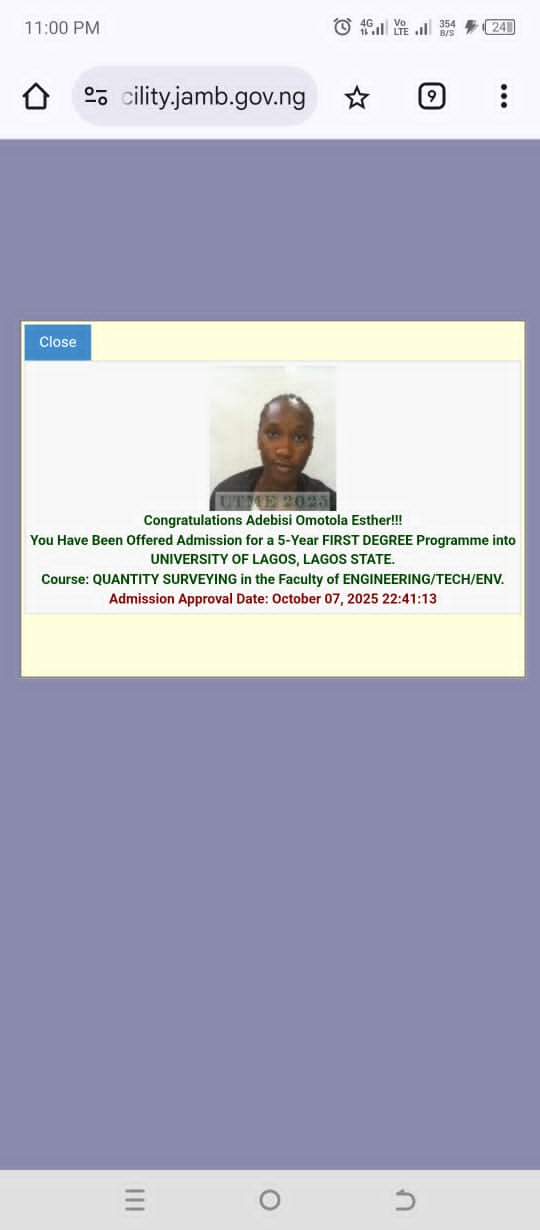 11:00 PM 4G Vo LTE 354 B/S 24
cility.jamb.gov.ng 9
Close
UTME 2025
Congratulations Adebisi Omotola Esther!!!
You Have Been Offered Admission for a 5-Year FIRST DEGREE Programme into
UNIVERSITY OF LAGOS, LAGOS STATE.
Course: QUANTITY SURVEYING in the Faculty of ENGINEERING/TECH/ENV.
Admission Approval Date: October 07, 2025 22:41:13